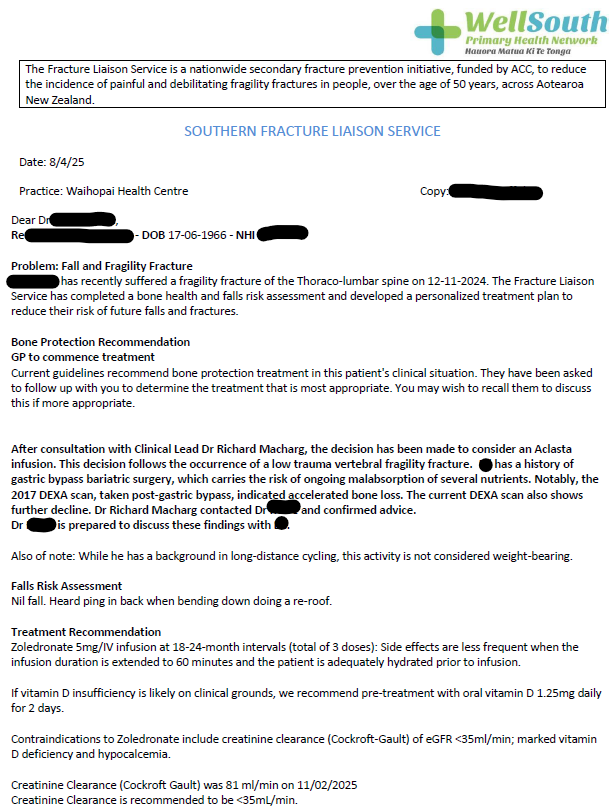 WellSouth
Primary Health Network
Hauora Matua Ki Te Tonga
The Fracture Liaison Service is a nationwide secondary fracture prevention initiative, funded by ACC, to reduce
the incidence of painful and debilitating fragility fractures in people, over the age of 50 years, across Aotearoa
New Zealand.
SOUTHERN FRACTURE LIAISON SERVICE
Date: 8/4/25
Practice: Waihopai Health Centre Copy:
Dear Dr ,
Re - DOB 17-06-1966 - NHI
Problem: Fall and Fragility Fracture
has recently suffered a fragility fracture of the Thoraco-lumbar spine on 12-11-2024. The Fracture Liaison
Service has completed a bone health and falls risk assessment and developed a personalized treatment plan to
reduce their risk of future falls and fractures.
Bone Protection Recommendation
GP to commence treatment
Current guidelines recommend bone protection treatment in this patient's clinical situation. They have been asked
to follow up with you to determine the treatment that is most appropriate. You may wish to recall them to discuss
this if more appropriate.
After consultation with Clinical Lead Dr Richard Macharg, the decision has been made to consider an Aclasta
infusion. This decision follows the occurrence of a low trauma vertebral fragility fracture. has a history of
gastric bypass bariatric surgery, which carries the risk of ongoing malabsorption of several nutrients. Notably, the
2017 DEXA scan, taken post-gastric bypass, indicated accelerated bone loss. The current DEXA scan also shows
further decline. Dr Richard Macharg contacted Dr and confirmed advice.
Dr is prepared to discuss these findings with .
Also of note: While he has a background in long-distance cycling, this activity is not considered weight-bearing.
Falls Risk Assessment
Nil fall. Heard ping in back when bending down doing a re-roof.
Treatment Recommendation
Zoledronate 5mg/IV infusion at 18-24-month intervals (total of 3 doses): Side effects are less frequent when the
infusion duration is extended to 60 minutes and the patient is adequately hydrated prior to infusion.
If vitamin D insufficiency is likely on clinical grounds, we recommend pre-treatment with oral vitamin D 1.25mg daily
for 2 days.
Contraindications to Zoledronate include creatinine clearance (Cockroft-Gault) of eGFR <35ml/min; marked vitamin
D deficiency and hypocalcemia.
Creatinine Clearance (Cockroft Gault) was 81 ml/min on 11/02/2025
Creatinine Clearance is recommended to be <35mL/min.